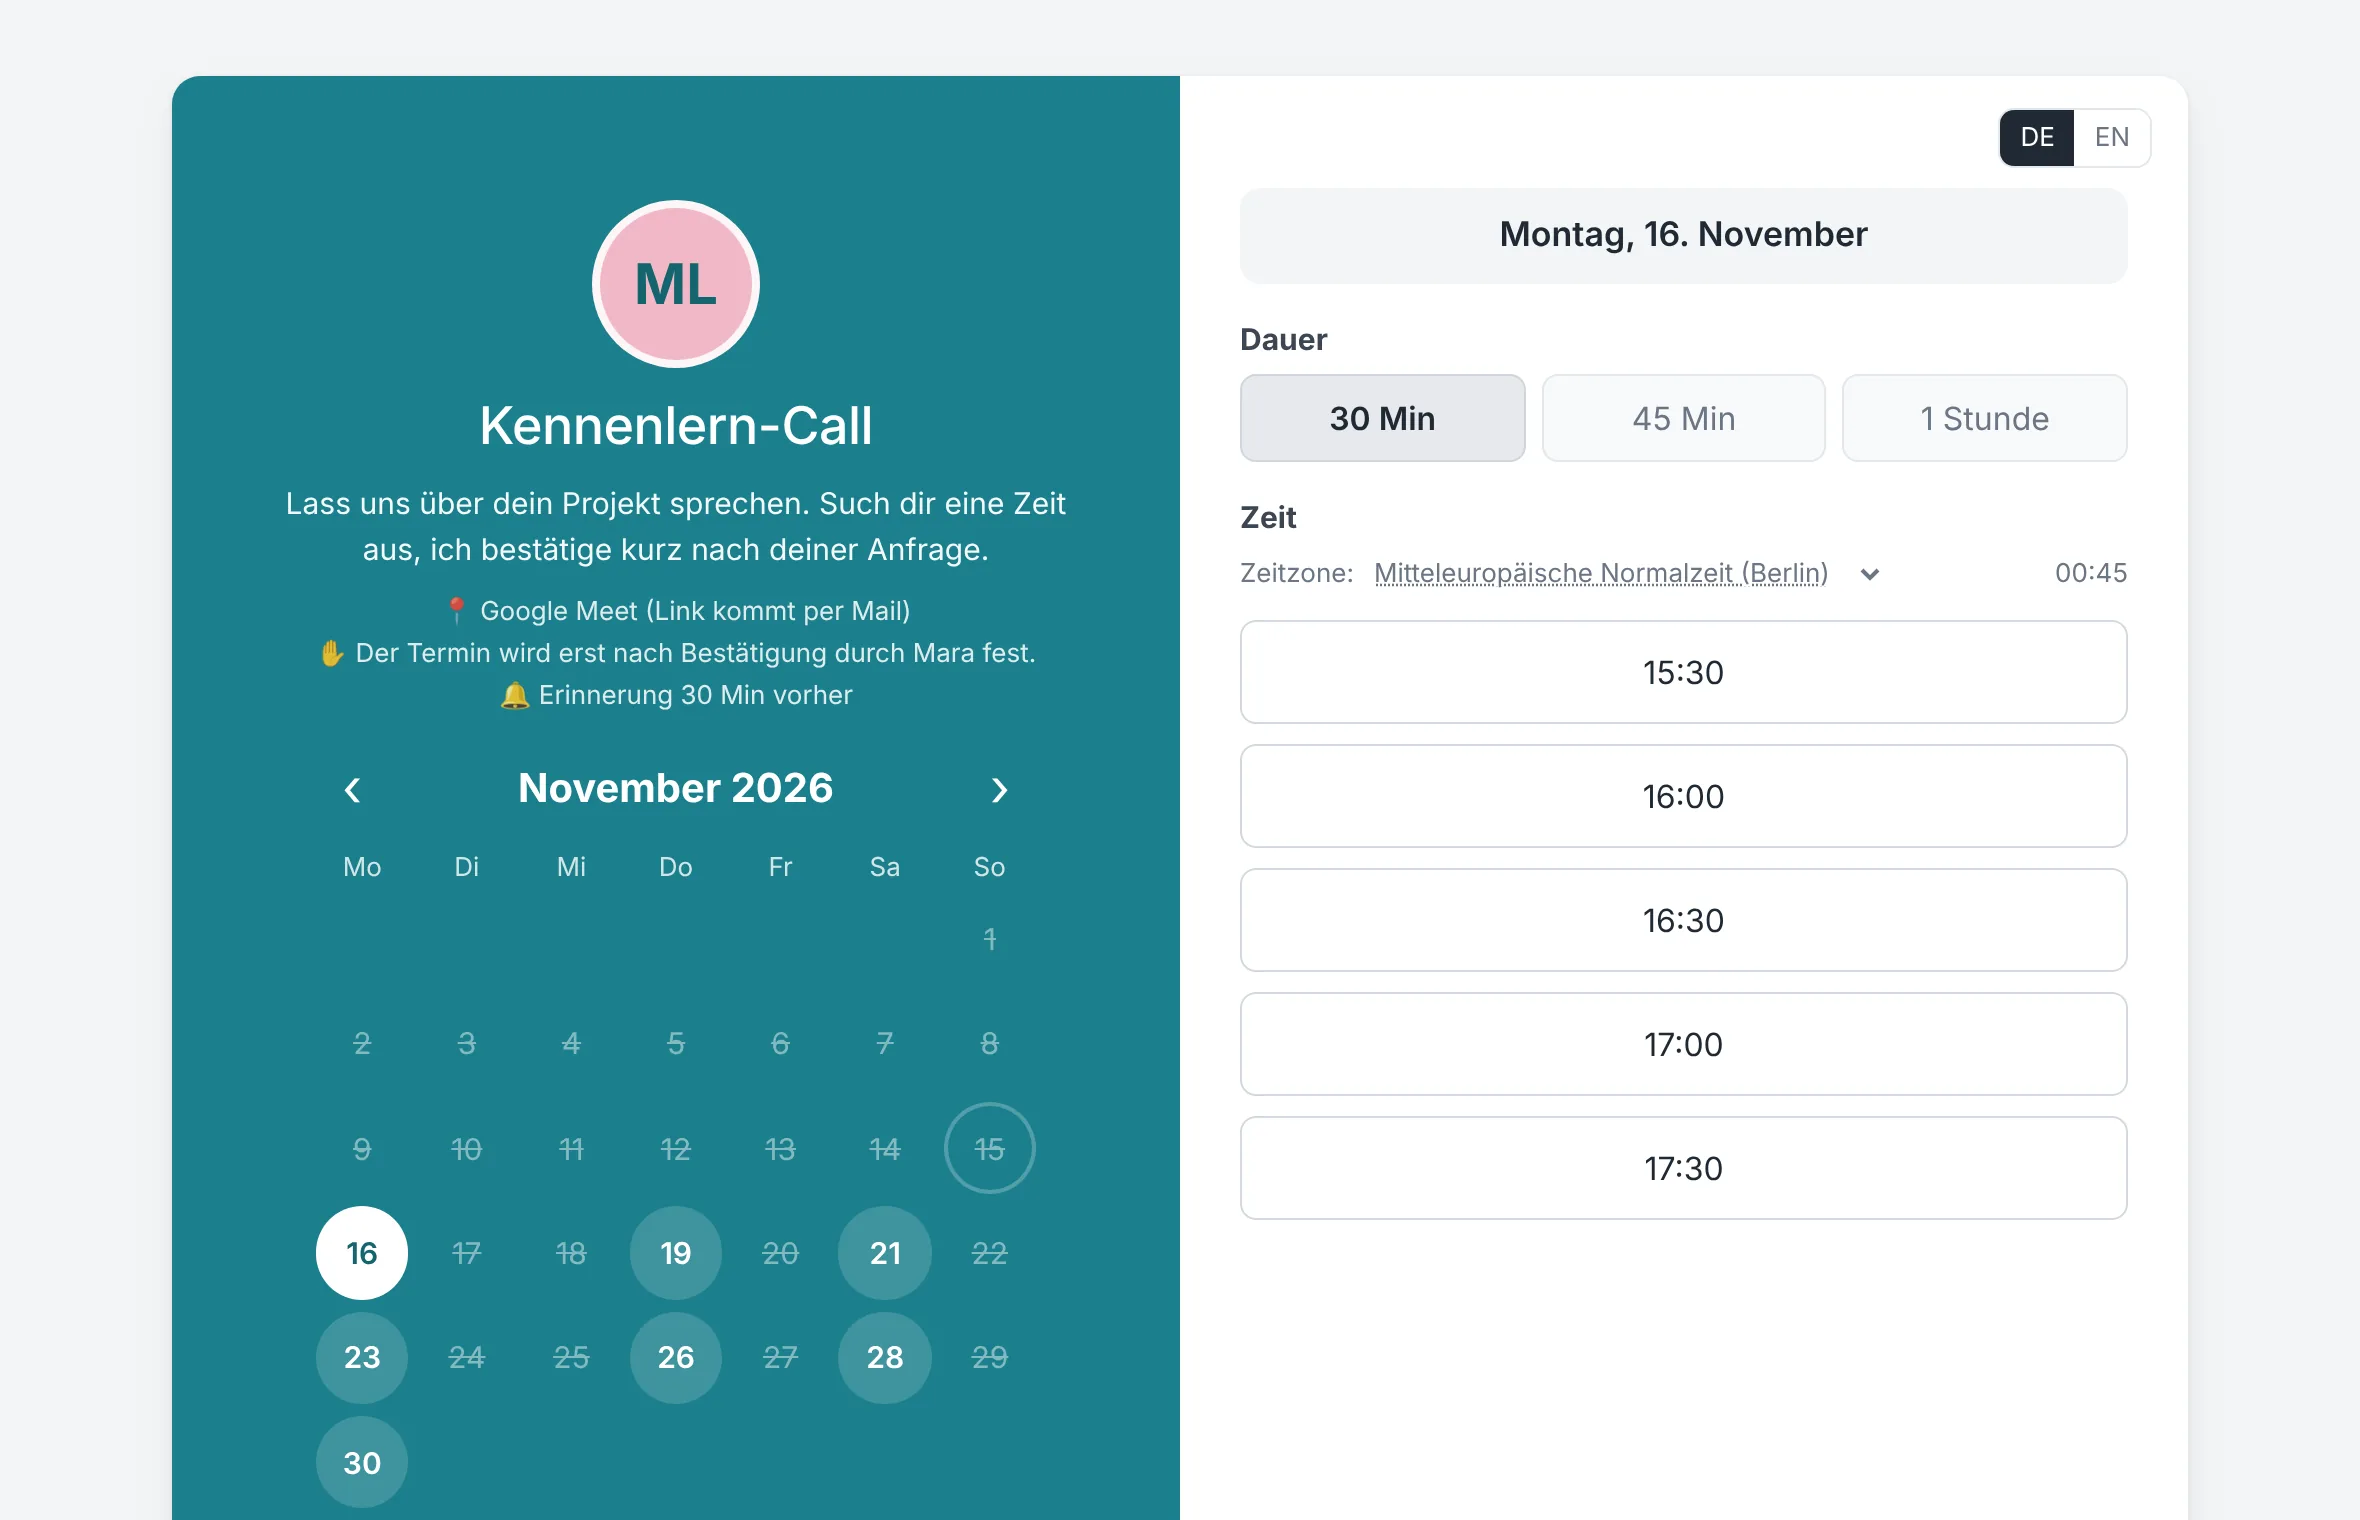 ML
Kennenlern-Call
Lass uns über dein Projekt sprechen. Such dir eine Zeit
aus, ich bestätige kurz nach deiner Anfrage.
📍 Google Meet (Link kommt per Mail)
✋ Der Termin wird erst nach Bestätigung durch Mara fest.
🔔 Erinnerung 30 Min vorher
‹ November 2026 ›
Mo Di Mi Do Fr Sa So
1
2 3 4 5 6 7 8
9 10 11 12 13 14 15
16 17 18 19 20 21 22
23 24 25 26 27 28 29
30
DE EN
Montag, 16. November
Dauer
30 Min 45 Min 1 Stunde
Zeit
Zeitzone: Mitteleuropäische Normalzeit (Berlin) 00:45
15:30
16:00
16:30
17:00
17:30